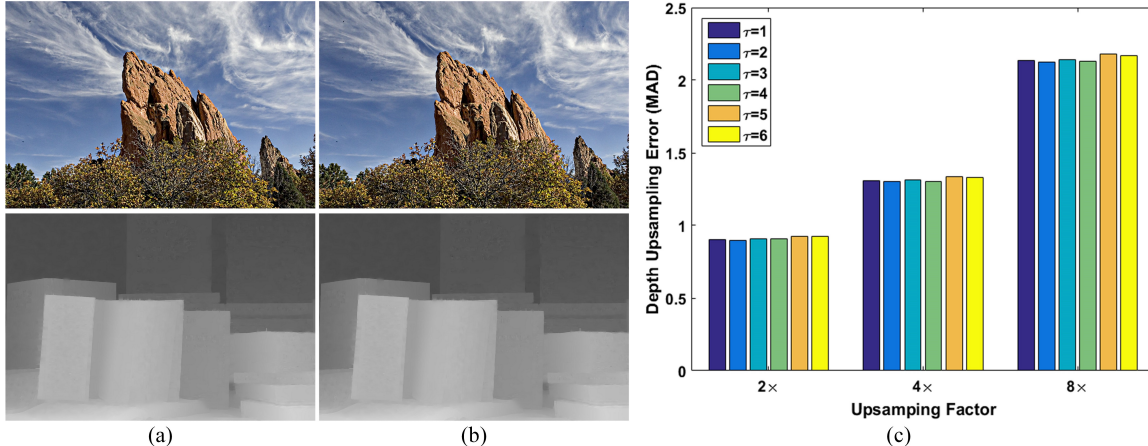 2.5
2
1.5
1
0.5
0
Depth Upsampling Error (MAD)
τ=1
τ=2
τ=3
τ=4
τ=5
τ=6
2×
4×
8×
Upsamping Factor
(a)
(b)
(c)